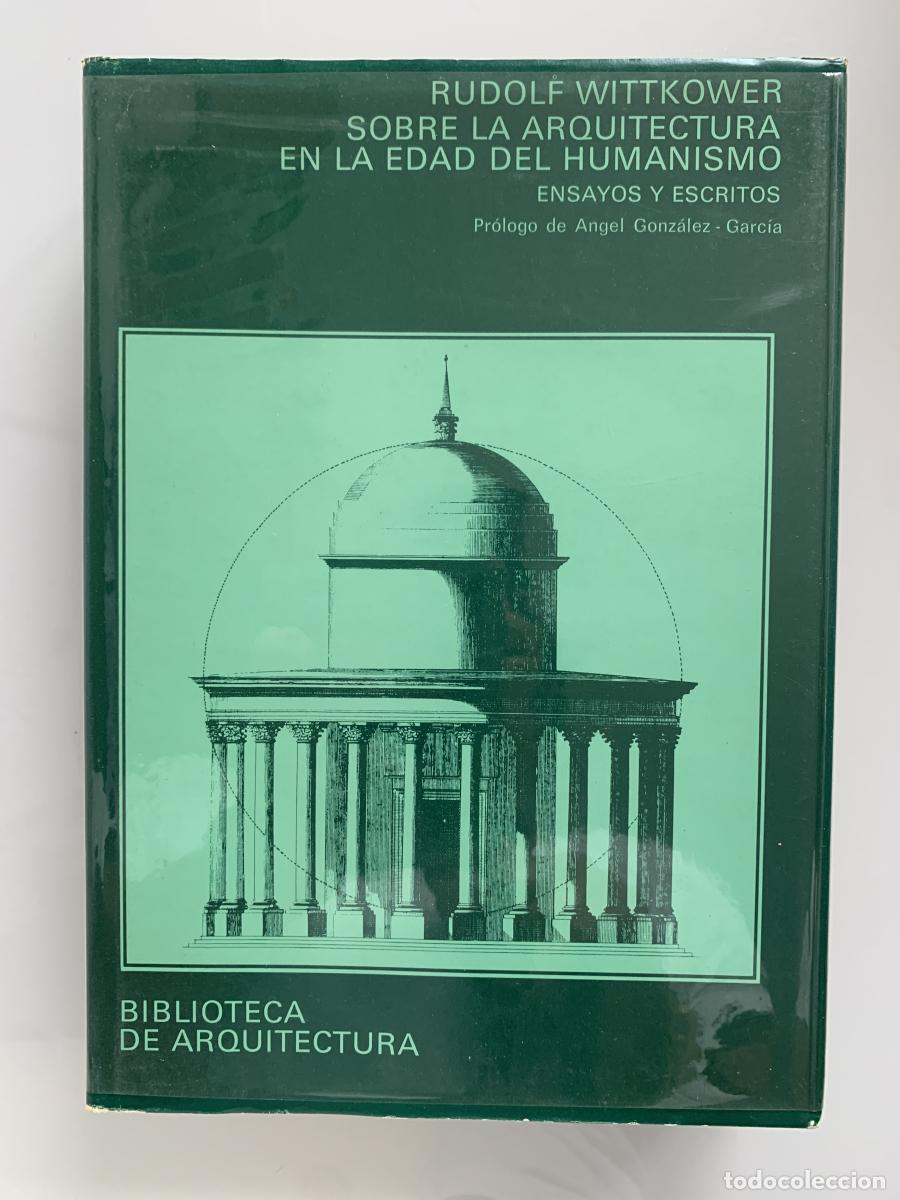 RUDOLF WITTKOWER
SOBRE LA ARQUITECTURA
EN LA EDAD DEL HUMANISMO
ENSAYOS Y ESCRITOS
Prólogo de Angel González - García
BIBLIOTECA
DE ARQUITECTURA
todocoleccion